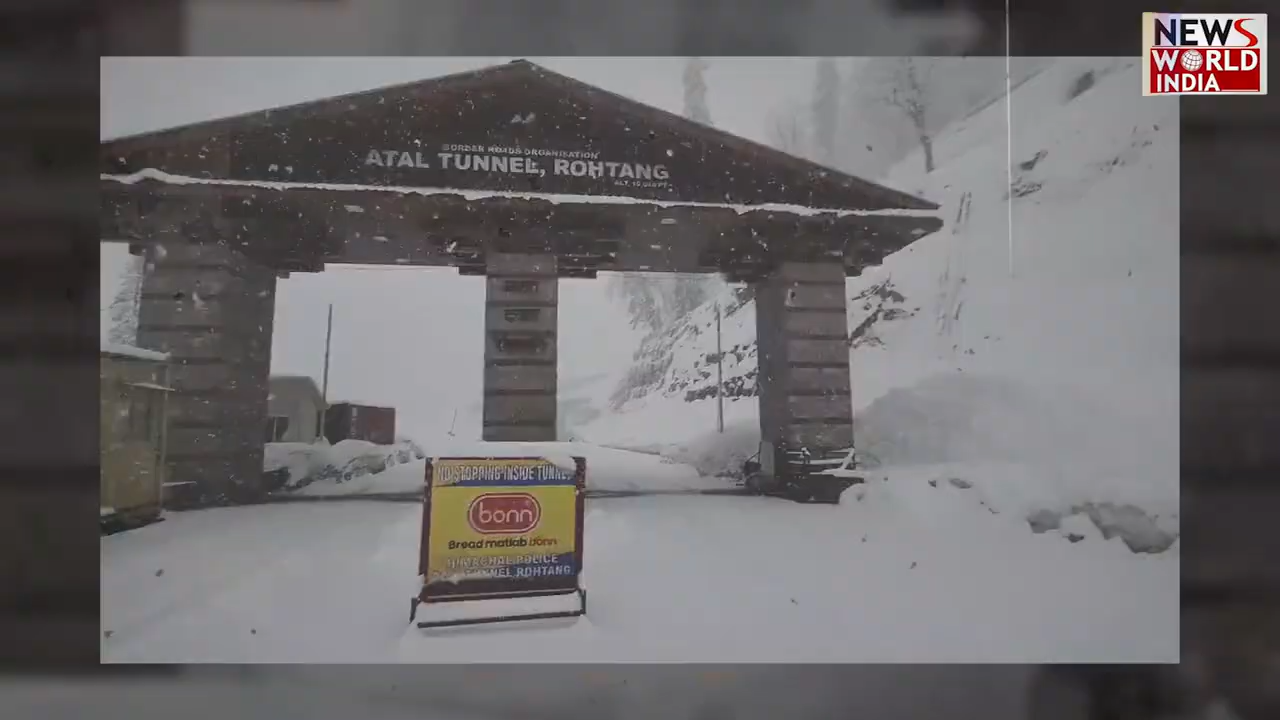 NEWS
WORLD
INDIA
BORDER ROADS ORGANISATION
ATAL TUNNEL, ROHTANG
NO STOPPING INSIDE TUNNEL
bonn
Bread matlab bonn
HIMACHAL POLICE
TUNNEL ROHTANG